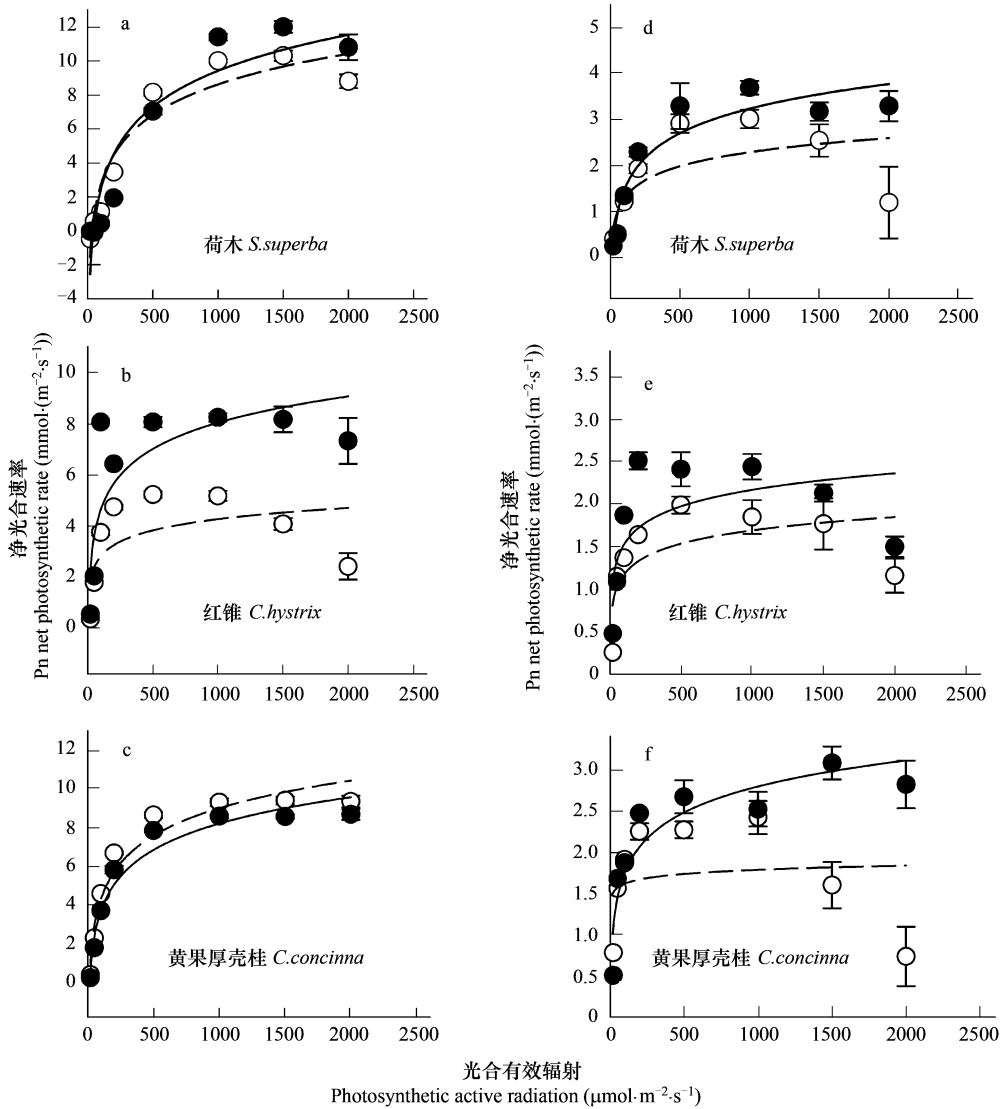 a
12
10
8
6
4
2
0
−2
−4
荷木 S.superba
0 500 1000 1500 2000 2500
d
5
4
3
2
1
0
荷木 S.superba
0 500 1000 1500 2000 2500
净光合速率
Pn net photosynthetic rate (mmol·(m−2·s−1))
b
10
8
6
4
2
0
红锥 C.hystrix
0 500 1000 1500 2000 2500
净光合速率
Pn net photosynthetic rate (mmol·(m−2·s−1))
e
3.5
3.0
2.5
2.0
1.5
1.0
0.5
0
红锥 C.hystrix
0 500 1000 1500 2000 2500
c
12
10
8
6
4
2
0
黄果厚壳桂 C.concinna
0 500 1000 1500 2000 2500
f
3.0
2.5
2.0
1.5
1.0
0.5
0
黄果厚壳桂 C.concinna
0 500 1000 1500 2000 2500
光合有效辐射
Photosynthetic active radiation (μmol·m−2·s−1)